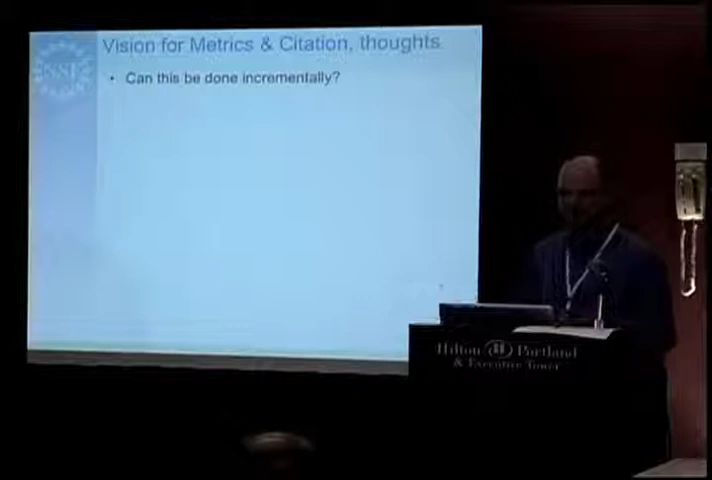 Vision for Metrics & Citation, thoughts
• Can this be done incrementally?
Hilton Portland
& Executive Tower